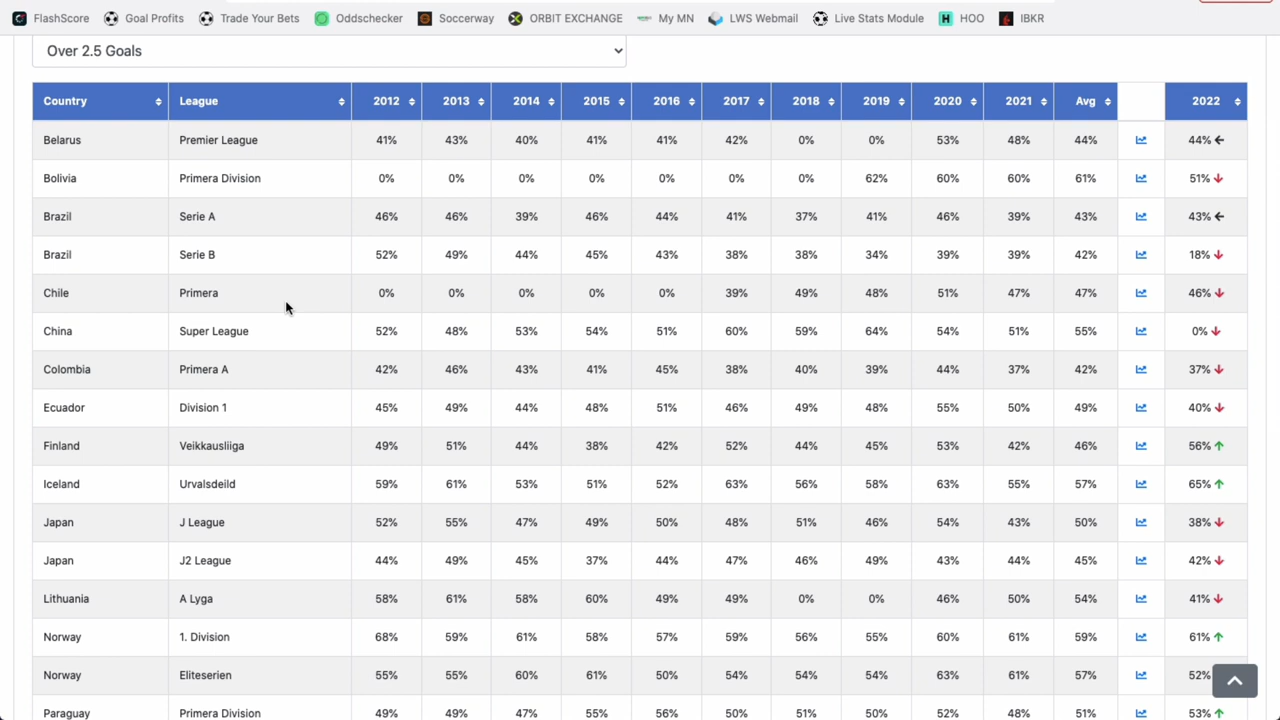 FlashScore Goal Profits Trade Your Bets Oddschecker Soccerway ORBIT EXCHANGE My MN LWS Webmail Live Stats Module HOO IBKR
Over 2.5 Goals
Country League 2012 2013 2014 2015 2016 2017 2018 2019 2020 2021 Avg 2022
Belarus Premier League 41% 43% 40% 41% 41% 42% 0% 0% 53% 48% 44% 44%
Bolivia Primera Division 0% 0% 0% 0% 0% 0% 0% 62% 60% 60% 61% 51%
Brazil Serie A 46% 46% 39% 46% 44% 41% 37% 41% 46% 39% 43% 43%
Brazil Serie B 52% 49% 44% 45% 43% 38% 38% 34% 39% 39% 42% 18%
Chile Primera 0% 0% 0% 0% 0% 39% 49% 48% 51% 47% 47% 46%
China Super League 52% 48% 53% 54% 51% 60% 59% 64% 54% 51% 55% 0%
Colombia Primera A 42% 46% 43% 41% 45% 38% 40% 39% 44% 37% 42% 37%
Ecuador Division 1 45% 49% 44% 48% 51% 46% 49% 48% 55% 50% 49% 40%
Finland Veikkausliiga 49% 51% 44% 38% 42% 52% 44% 45% 53% 42% 46% 56%
Iceland Urvalsdeild 59% 61% 53% 51% 52% 63% 56% 58% 63% 55% 57% 65%
Japan J League 52% 55% 47% 49% 50% 48% 51% 46% 54% 43% 50% 38%
Japan J2 League 44% 49% 45% 37% 44% 47% 46% 49% 43% 44% 45% 42%
Lithuania A Lyga 58% 61% 58% 60% 49% 49% 0% 0% 46% 50% 54% 41%
Norway 1. Division 68% 59% 61% 58% 57% 59% 56% 55% 60% 61% 59% 61%
Norway Eliteserien 55% 55% 60% 61% 50% 54% 54% 54% 63% 61% 57% 52%
Paraguay Primera Division 49% 49% 47% 55% 56% 50% 51% 50% 52% 48% 51% 53%